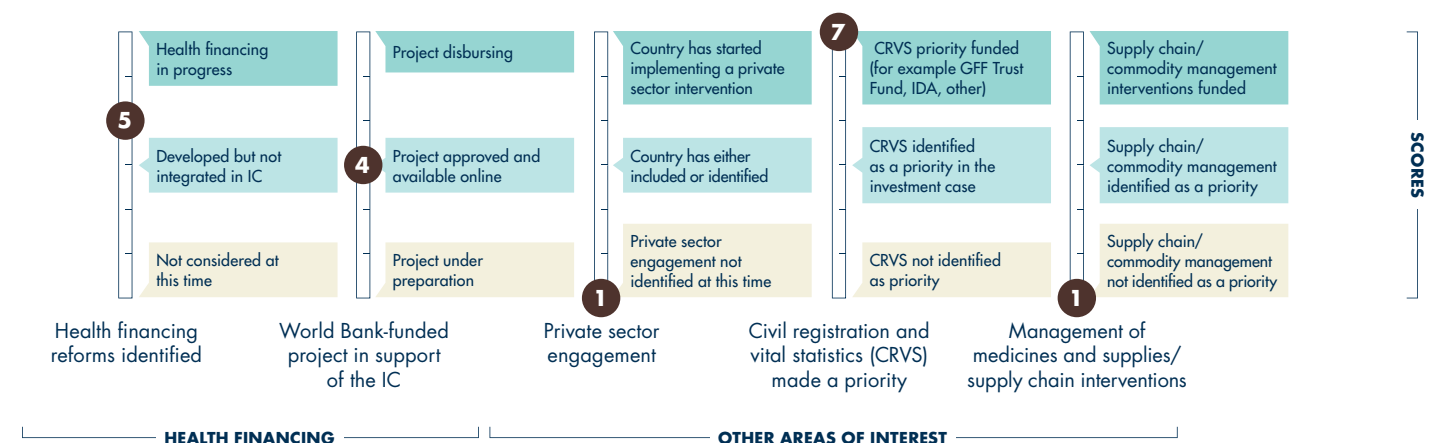 Health financing
in progress
5
Developed but not
integrated in IC
Not considered at
this time
Health financing
reforms identified
Project disbursing
4
Project approved and
available online
Project under
preparation
World Bank-funded
project in support
of the IC
Country has started
implementing a private
sector intervention
Country has either
included or identified
Private sector
engagement not
identified at this time
1
Private sector
engagement
7
CRVS priority funded
(for example GFF Trust
Fund, IDA, other)
CRVS identified
as a priority in the
investment case
CRVS not identified
as priority
Civil registration and
vital statistics (CRVS)
made a priority
Supply chain/
commodity management
interventions funded
Supply chain/
commodity management
identified as a priority
Supply chain/
commodity management
not identified as a priority
1
Management of
medicines and supplies/
supply chain interventions
SCORES
HEALTH FINANCING
OTHER AREAS OF INTEREST